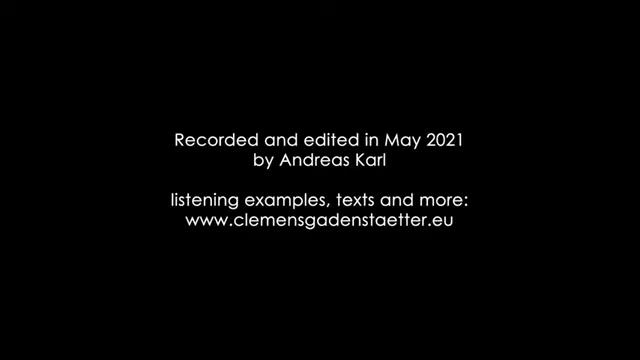 Recorded and edited in May 2021
by Andreas Karl
listening examples, texts and more:
www.clemensgadenstaetter.eu